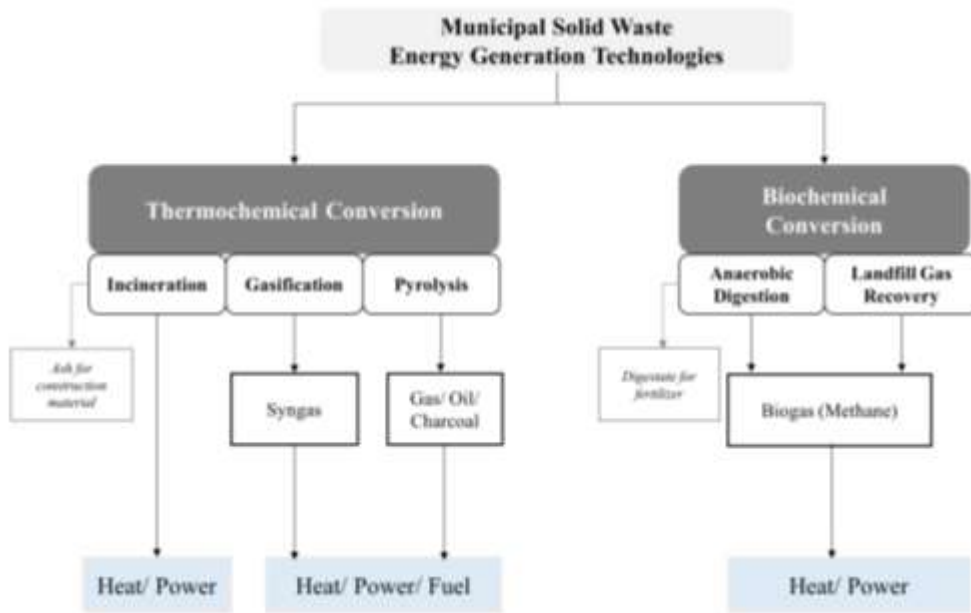 Municipal Solid Waste
Energy Generation Technologies
Thermochemical Conversion
Biochemical
Conversion
Incineration
Gasification
Pyrolysis
Anaerobic
Digestion
Landfill Gas
Recovery
Ash for
construction
material
Syngas
Gas/ Oil/
Charcoal
Digestate for
fertilizer
Biogas (Methane)
Heat/ Power
Heat/ Power/ Fuel
Heat/ Power